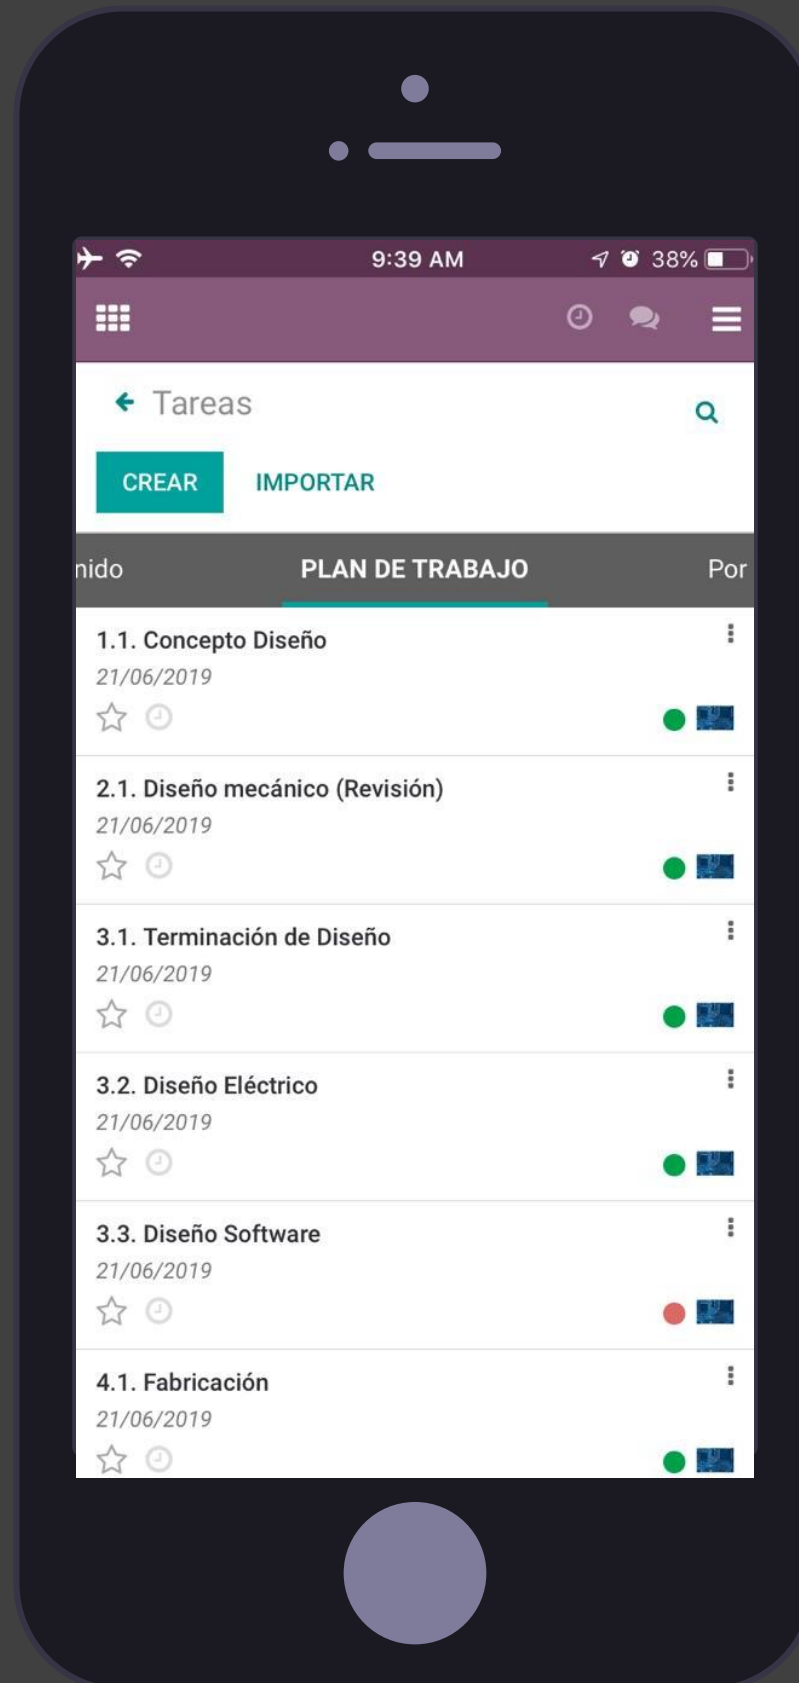 9:39 AM
38%
Tareas
CREAR IMPORTAR
nido PLAN DE TRABAJO Por
1.1. Concepto Diseño
21/06/2019
2.1. Diseño mecánico (Revisión)
21/06/2019
3.1. Terminación de Diseño
21/06/2019
3.2. Diseño Eléctrico
21/06/2019
3.3. Diseño Software
21/06/2019
4.1. Fabricación
21/06/2019